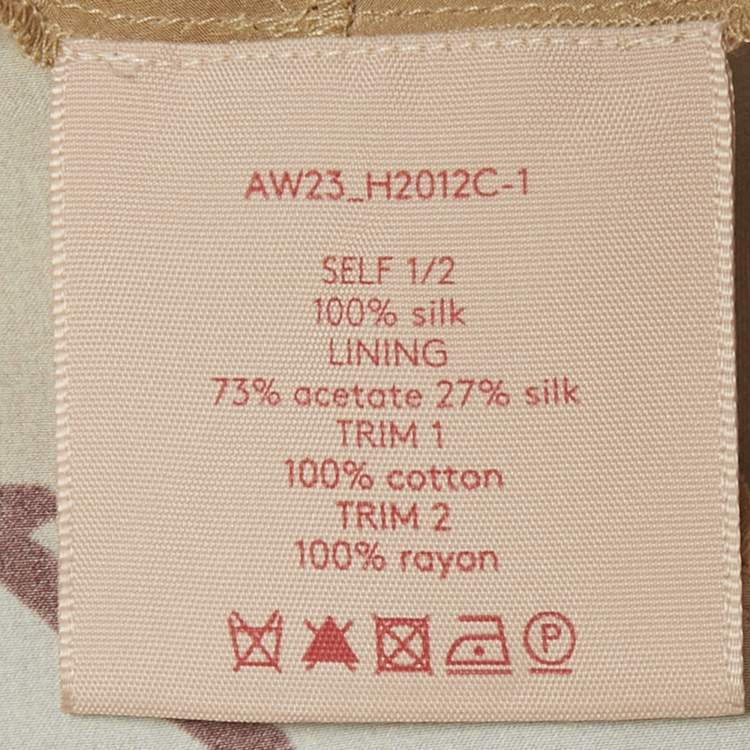 AW23_H2012C-1
SELF 1/2
100% silk
LINING
73% acetate 27% silk
TRIM 1
100% cotton
TRIM 2
100% rayon
P